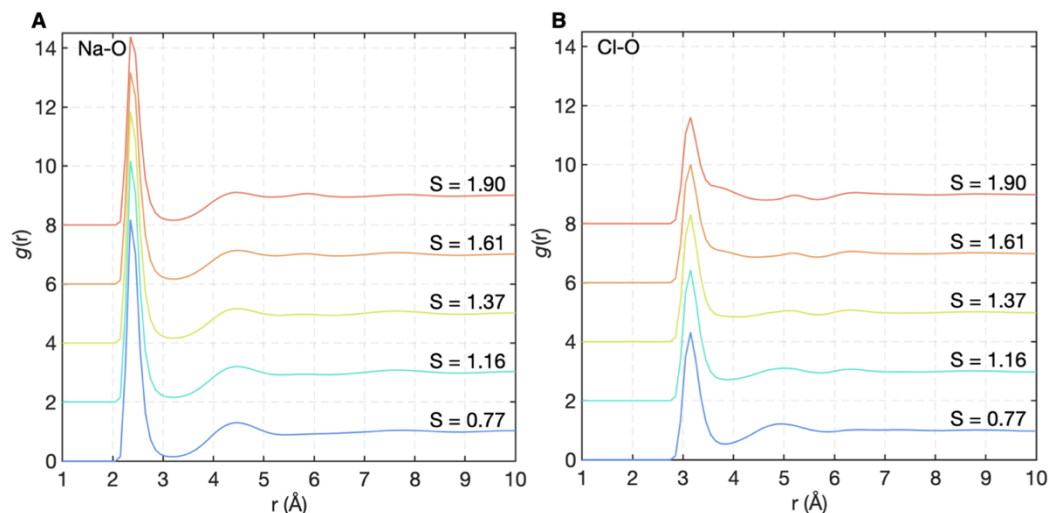 A
Na-O
14
12
10
8
6
4
2
0
g(r)
S = 1.90
S = 1.61
S = 1.37
S = 1.16
S = 0.77
1 2 3 4 5 6 7 8 9 10
r (Å)
B
Cl-O
14
12
10
8
6
4
2
0
g(r)
S = 1.90
S = 1.61
S = 1.37
S = 1.16
S = 0.77
1 2 3 4 5 6 7 8 9 10
r (Å)